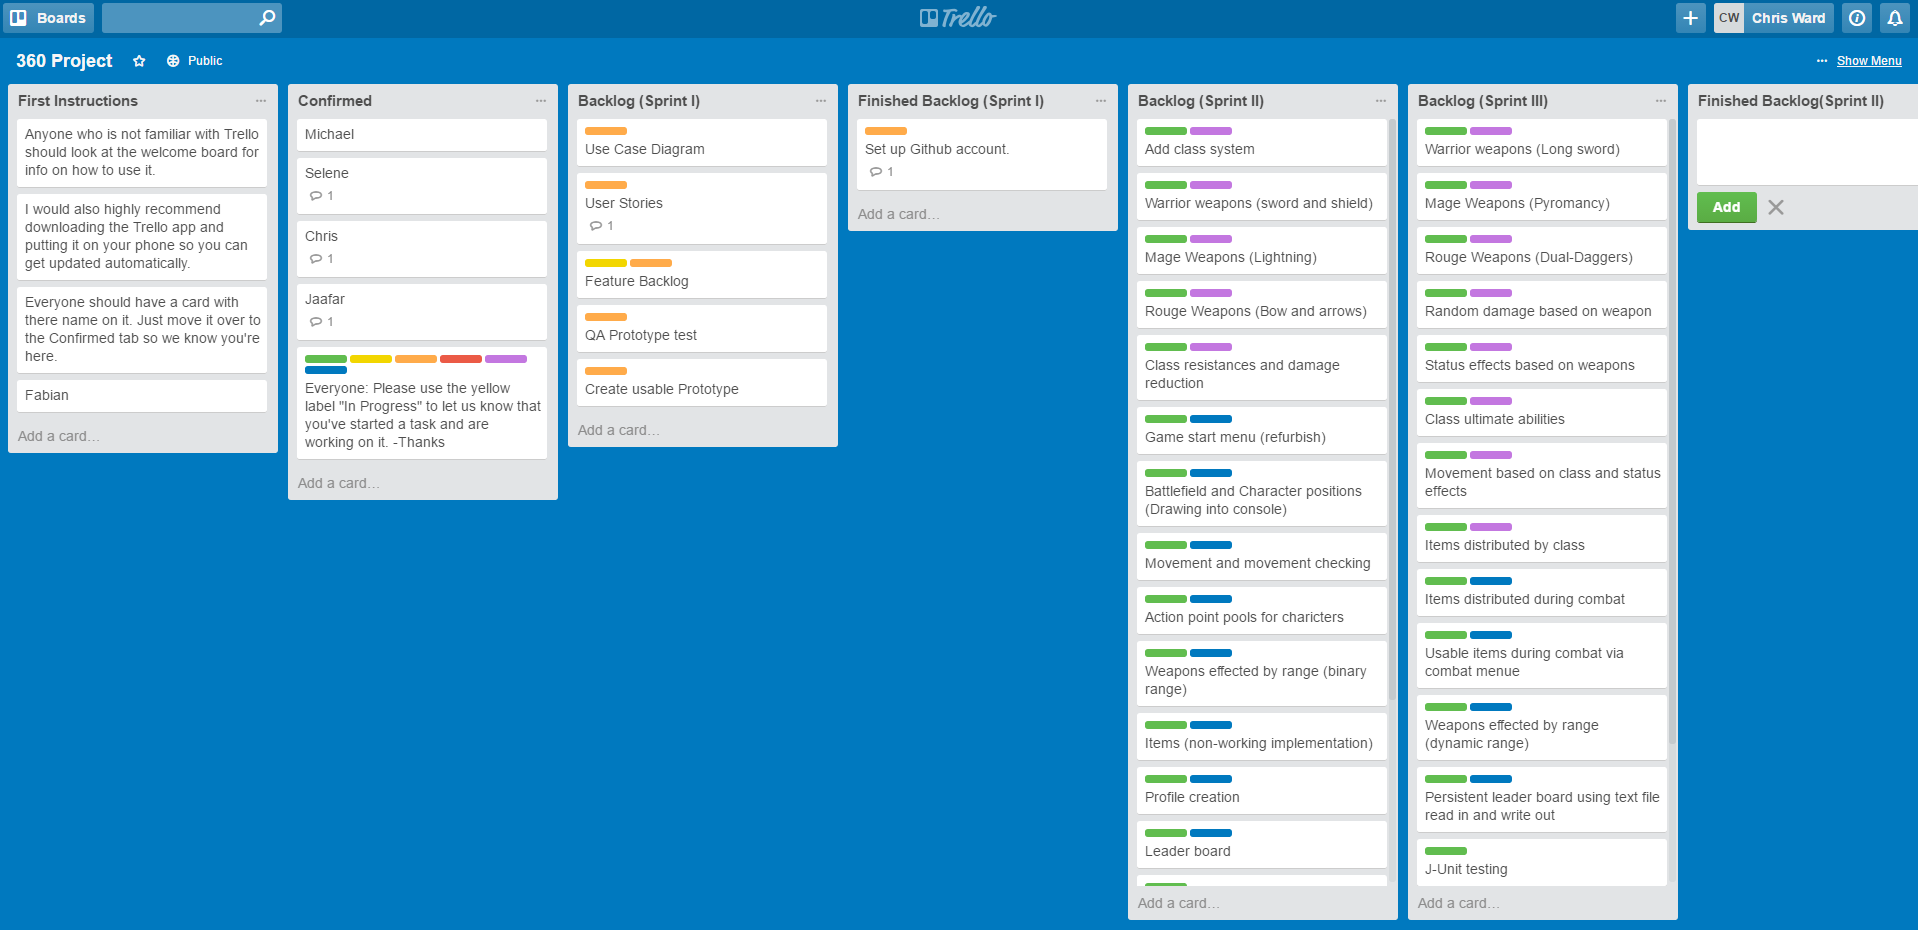 Boards
Trello
CW Chris Ward
360 Project
Public
... Show Menu
First Instructions
...
Anyone who is not familiar with Trello
should look at the welcome board for
info on how to use it.
I would also highly recommend
downloading the Trello app and
putting it on your phone so you can
get updated automatically.
Everyone should have a card with
there name on it. Just move it over to
the Confirmed tab so we know you're
here.
Fabian
Add a card...
Confirmed
...
Michael
Selene
1
Chris
1
Jaafar
1
Everyone: Please use the yellow
label "In Progress" to let us know that
you've started a task and are
working on it. -Thanks
Add a card...
Backlog (Sprint I)
...
Use Case Diagram
User Stories
1
Feature Backlog
QA Prototype test
Create usable Prototype
Add a card...
Finished Backlog (Sprint I)
...
Set up Github account.
1
Add a card...
Backlog (Sprint II)
...
Add class system
Warrior weapons (sword and shield)
Mage Weapons (Lightning)
Rouge Weapons (Bow and arrows)
Class resistances and damage
reduction
Game start menu (refurbish)
Battlefield and Character positions
(Drawing into console)
Movement and movement checking
Action point pools for charicters
Weapons effected by range (binary
range)
Items (non-working implementation)
Profile creation
Leader board
Add a card...
Backlog (Sprint III)
...
Warrior weapons (Long sword)
Mage Weapons (Pyromancy)
Rouge Weapons (Dual-Daggers)
Random damage based on weapon
Status effects based on weapons
Class ultimate abilities
Movement based on class and status
effects
Items distributed by class
Items distributed during combat
Usable items during combat via
combat menue
Weapons effected by range
(dynamic range)
Persistent leader board using text file
read in and write out
J-Unit testing
Add a card...
Finished Backlog(Sprint II)
Add